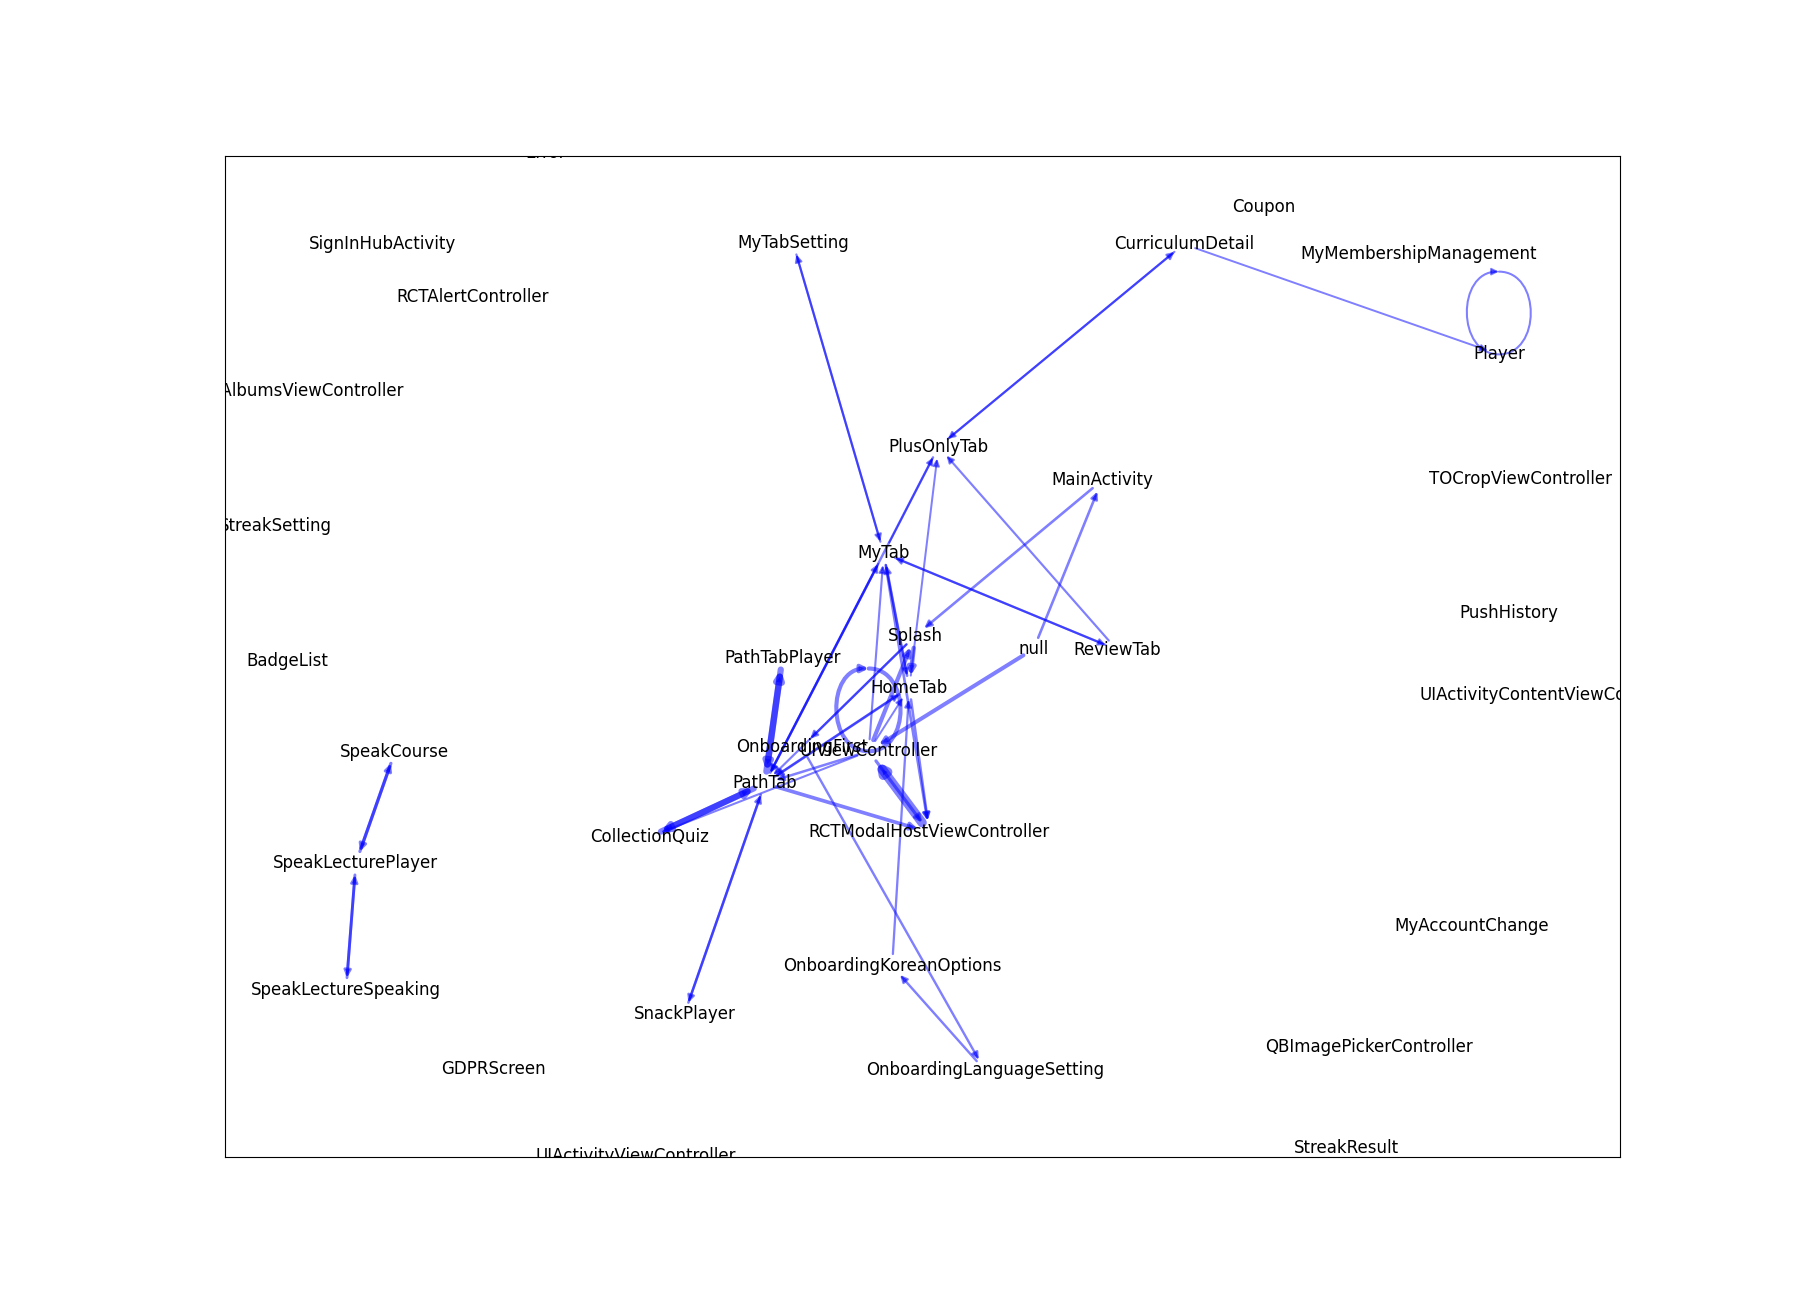 Error
Coupon
SignInHubActivity
MyTabSetting
CurriculumDetail
MyMembershipManagement
RCTAlertController
Player
AlbumsViewController
PlusOnlyTab
MainActivity
TOCropViewController
StreakSetting
MyTab
PushHistory
Splash
null
ReviewTab
PathTabPlayer
BadgeList
HomeTab
UIActivityContentViewCo
OnboardingFirst
UIViewController
SpeakCourse
PathTab
RCTModalHostViewController
CollectionQuiz
SpeakLecturePlayer
MyAccountChange
OnboardingKoreanOptions
SpeakLectureSpeaking
SnackPlayer
QBImagePickerController
GDPRScreen
OnboardingLanguageSetting
StreakResult
UIActivityViewController